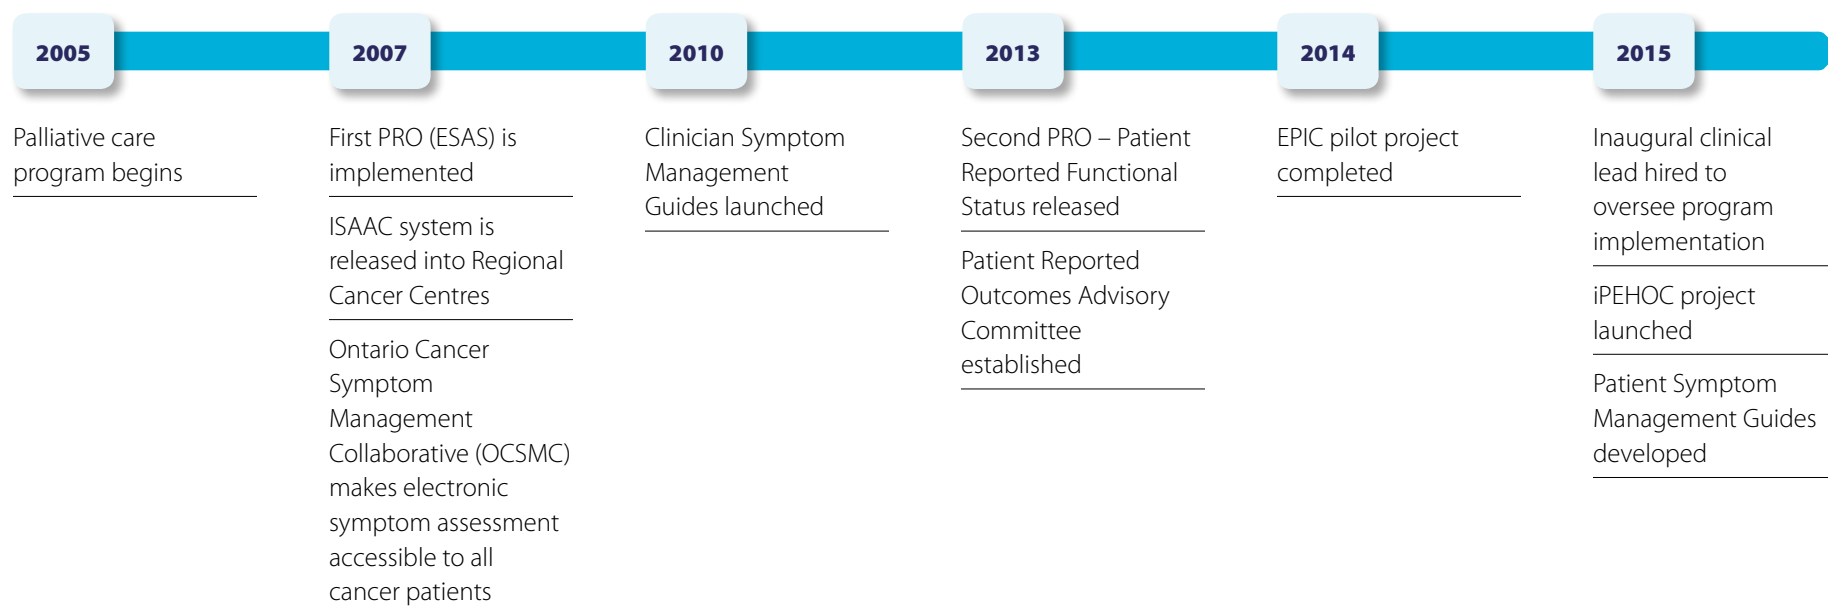 2005
Palliative care
program begins
2007
First PRO (ESAS) is
implemented
ISAAC system is
released into Regional
Cancer Centres
Ontario Cancer
Symptom
Management
Collaborative (OCSMC)
makes electronic
symptom assessment
accessible to all
cancer patients
2010
Clinician Symptom
Management
Guides launched
2013
Second PRO – Patient
Reported Functional
Status released
Patient Reported
Outcomes Advisory
Committee
established
2014
EPIC pilot project
completed
2015
Inaugural clinical
lead hired to
oversee program
implementation
iPEHOC project
launched
Patient Symptom
Management Guides
developed